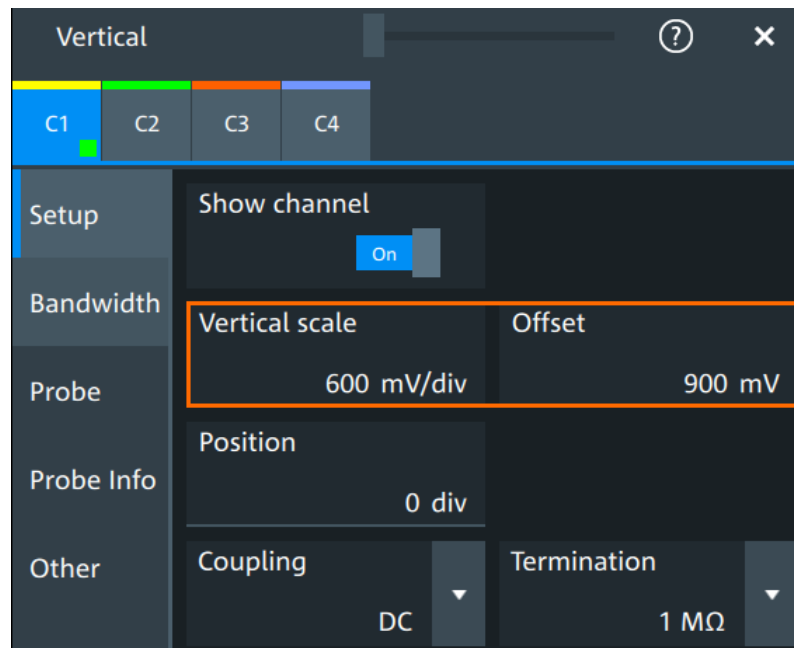 Vertical ? ×
C1 C2 C3 C4
Setup
Show channel
On
Bandwidth
Vertical scale Offset
600 mV/div 900 mV
Probe
Position
Probe Info
0 div
Other
Coupling Termination
DC 1 MΩ